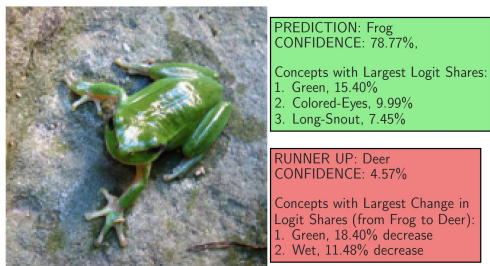 PREDICTION: Frog
CONFIDENCE: 78.77%,
Concepts with Largest Logit Shares:
1. Green, 15.40%
2. Colored-Eyes, 9.99%
3. Long-Snout, 7.45%
RUNNER UP: Deer
CONFIDENCE: 4.57%
Concepts with Largest Change in
Logit Shares (from Frog to Deer):
1. Green, 18.40% decrease
2. Wet, 11.48% decrease